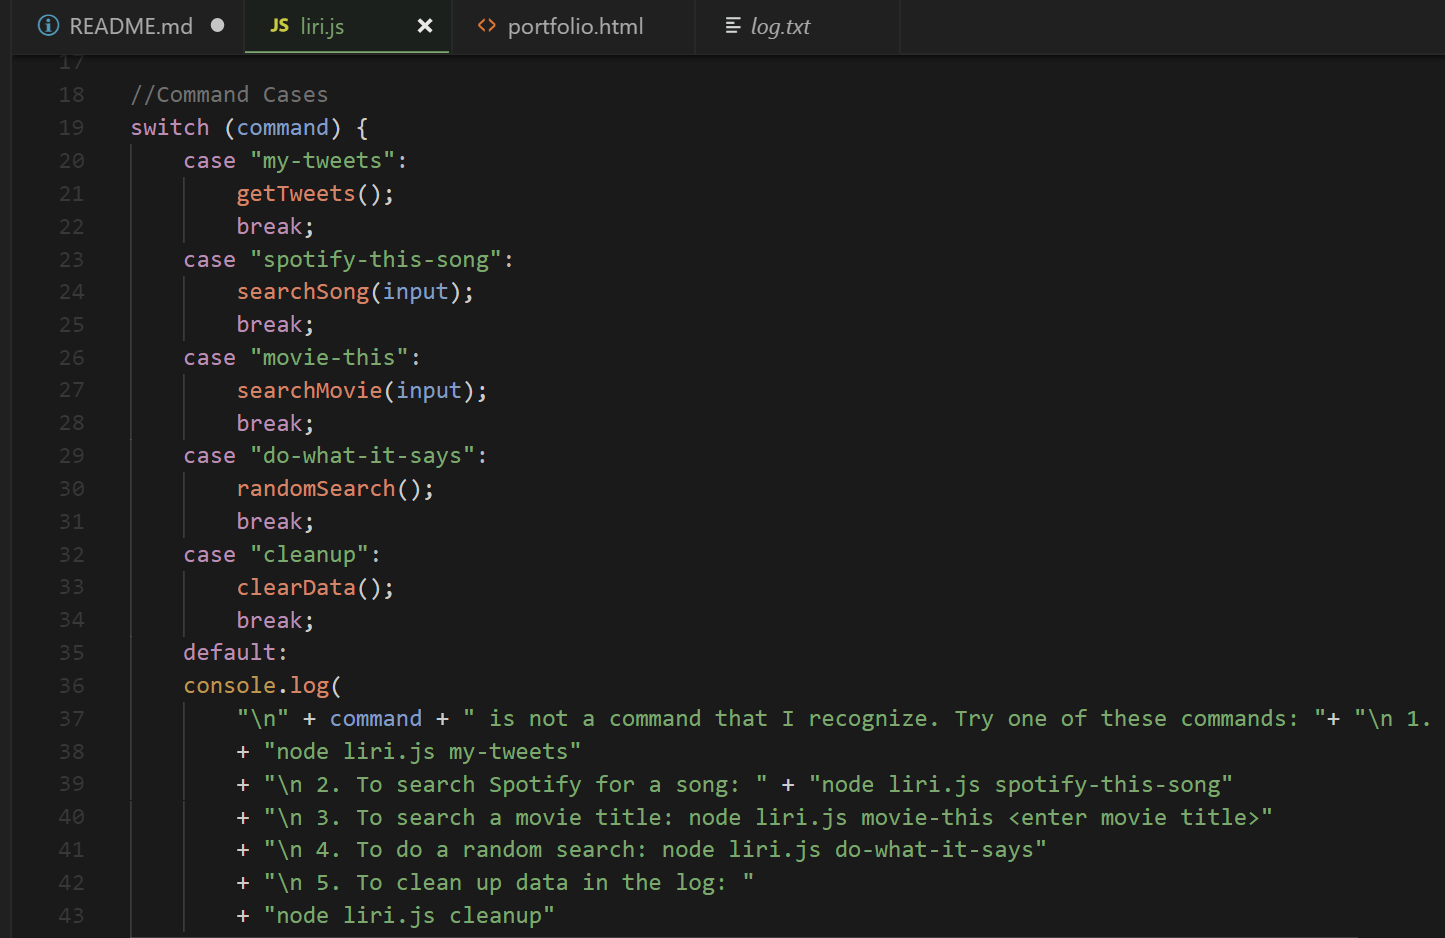 README.md
JS liri.js
<> portfolio.html
log.txt
17
18 //Command Cases
19 switch (command) {
20     case "my-tweets":
21         getTweets();
22         break;
23     case "spotify-this-song":
24         searchSong(input);
25         break;
26     case "movie-this":
27         searchMovie(input);
28         break;
29     case "do-what-it-says":
30         randomSearch();
31         break;
32     case "cleanup":
33         clearData();
34         break;
35     default:
36     console.log(
37         "\n" + command + " is not a command that I recognize. Try one of these commands: "+ "\n 1.
38         + "node liri.js my-tweets"
39         + "\n 2. To search Spotify for a song: " + "node liri.js spotify-this-song"
40         + "\n 3. To search a movie title: node liri.js movie-this <enter movie title>"
41         + "\n 4. To do a random search: node liri.js do-what-it-says"
42         + "\n 5. To clean up data in the log: "
43         + "node liri.js cleanup"